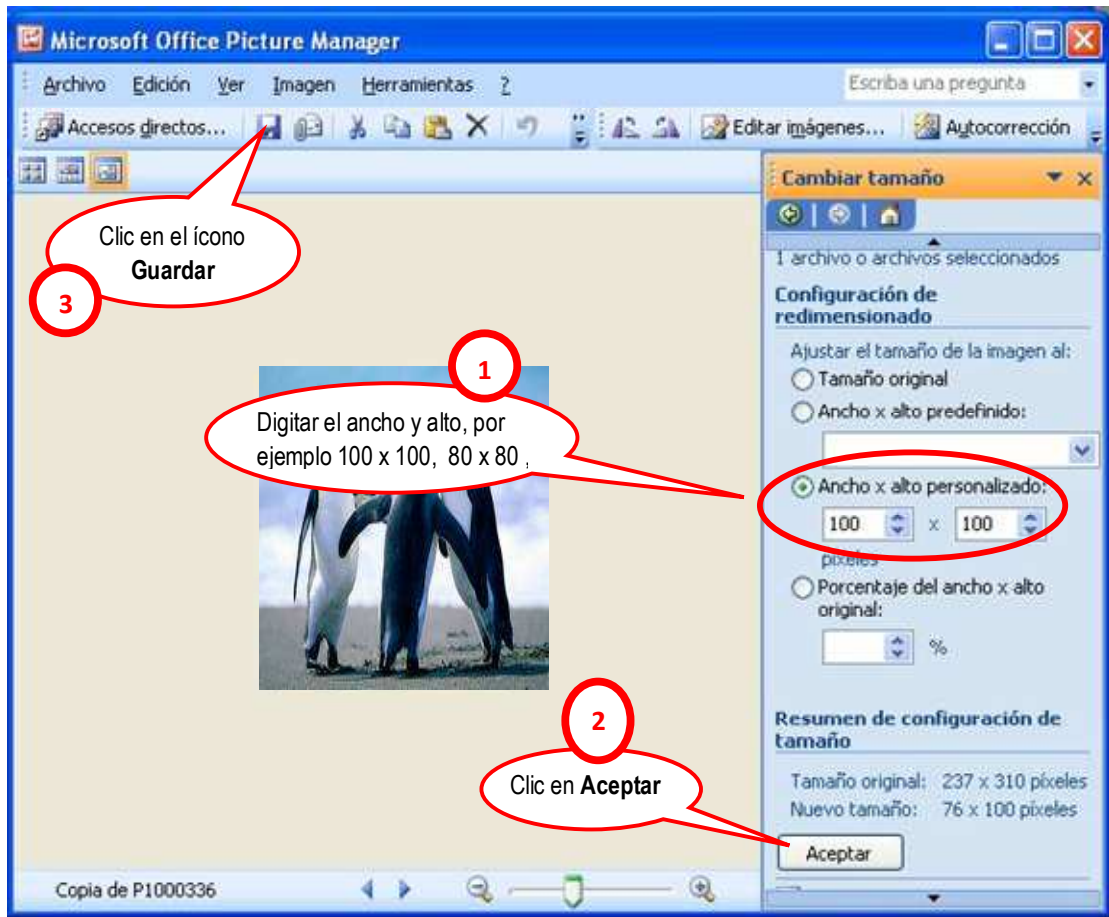 Microsoft Office Picture Manager
Archivo Edición Ver Imagen Herramientas ?
Escriba una pregunta
Accesos directos...
Editar imágenes...
Autocorrección
Cambiar tamaño
Clic en el ícono
Guardar
3
1 archivo o archivos seleccionados
Configuración de
redimensionado
Ajustar el tamaño de la imagen al:
Tamaño original
Ancho x alto predefinido:
1
Digitar el ancho y alto, por
ejemplo 100 x 100, 80 x 80 ,
Ancho x alto personalizado:
100 x 100
píxeles
Porcentaje del ancho x alto
original:
%
2
Clic en Aceptar
Resumen de configuración de
tamaño
Tamaño original: 237 x 310 píxeles
Nuevo tamaño: 76 x 100 píxeles
Aceptar
Copia de P1000336